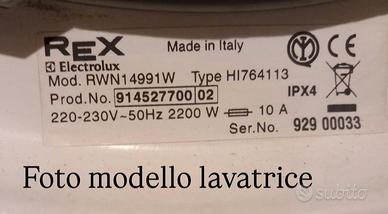 REX
Made in Italy
Electrolux
Mod. RWN14991W Type HI764113
Prod.No. 914527700 02
IPX4
220-230V~50Hz 2200 W 10 A
Ser.No. 929 00033
Foto modello lavatrice
subito